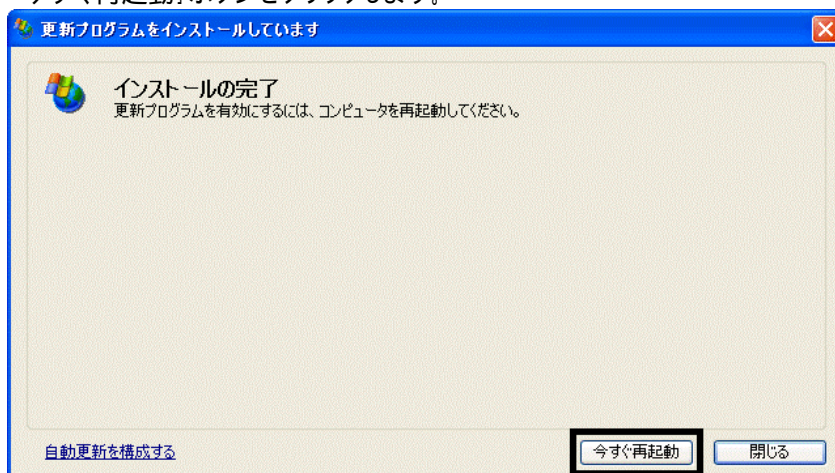 更新プログラムをインストールしています
インストールの完了
更新プログラムを有効にするには、コンピュータを再起動してください。
自動更新を構成する
今すぐ再起動
閉じる